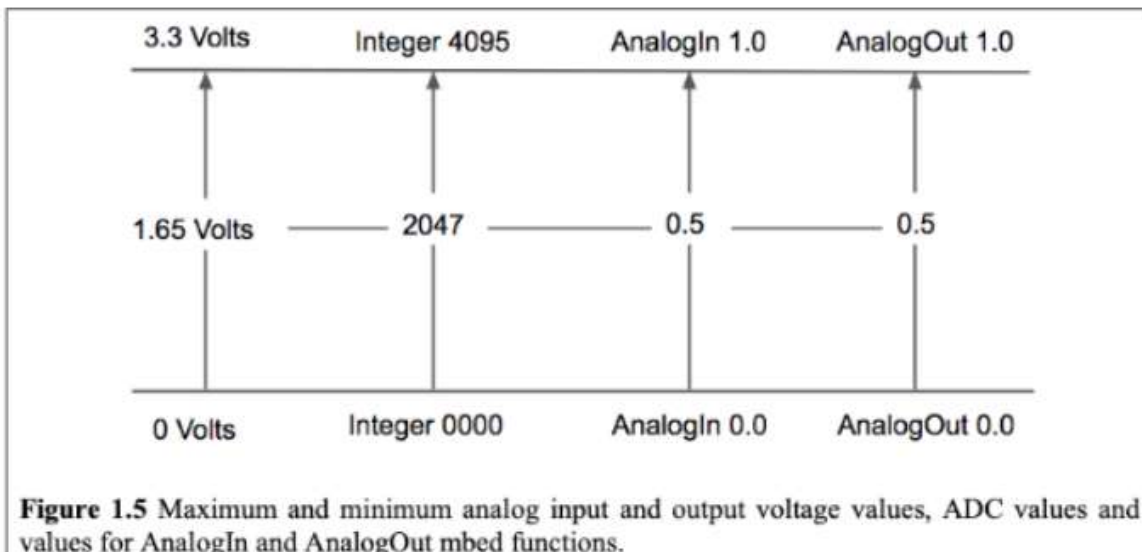 3.3 Volts Integer 4095 AnalogIn 1.0 AnalogOut 1.0
1.65 Volts 2047 0.5 0.5
0 Volts Integer 0000 AnalogIn 0.0 AnalogOut 0.0
Figure 1.5 Maximum and minimum analog input and output voltage values, ADC values and
values for AnalogIn and AnalogOut mbed functions.